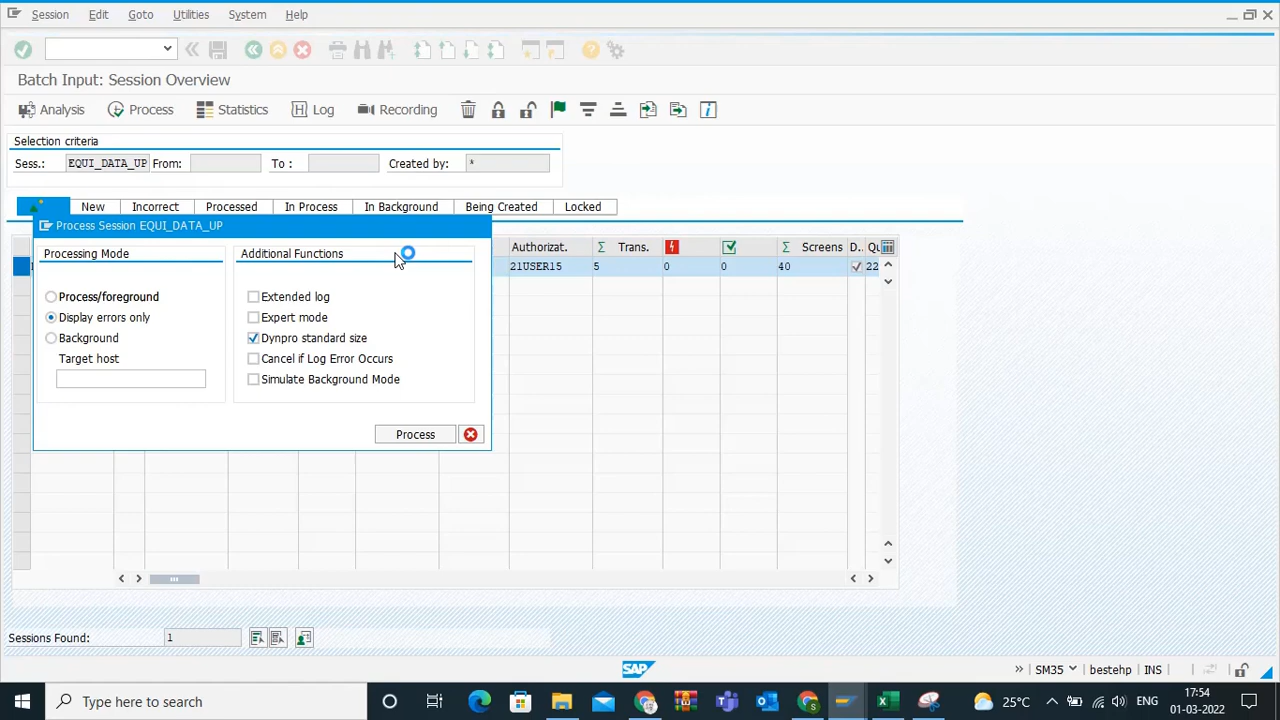 Session Edit Goto Utilities System Help
Batch Input: Session Overview
Analysis Process Statistics Log Recording
Selection criteria
Sess.: EQUI_DATA_UP From: To : Created by: *
New Incorrect Processed In Process In Background Being Created Locked
Process Session EQUI_DATA_UP
Processing Mode Additional Functions
Authorizat. Σ Trans. Σ Screens D..
21USER15 5 0 0 40 22
Process/foreground Extended log
Display errors only Expert mode
Background Dynpro standard size
Target host Cancel if Log Error Occurs
Simulate Background Mode
Process
Sessions Found: 1
SAP » SM35 bestehp INS
Type here to search 25°C ENG 17:54
01-03-2022